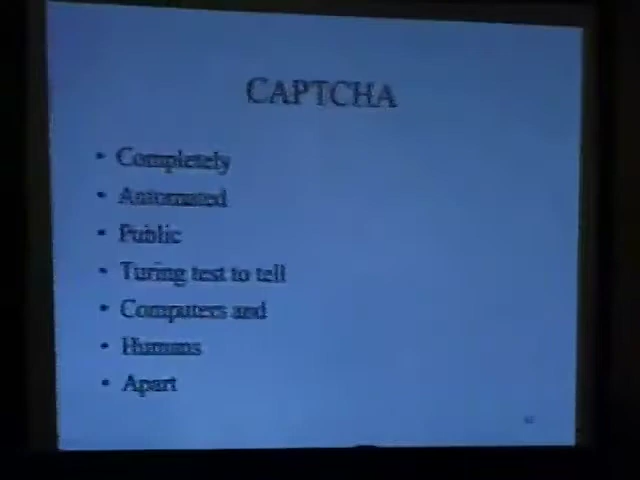 CAPTCHA
• Completely
• Automated
• Public
• Turing test to tell
• Computers and
• Humans
• Apart